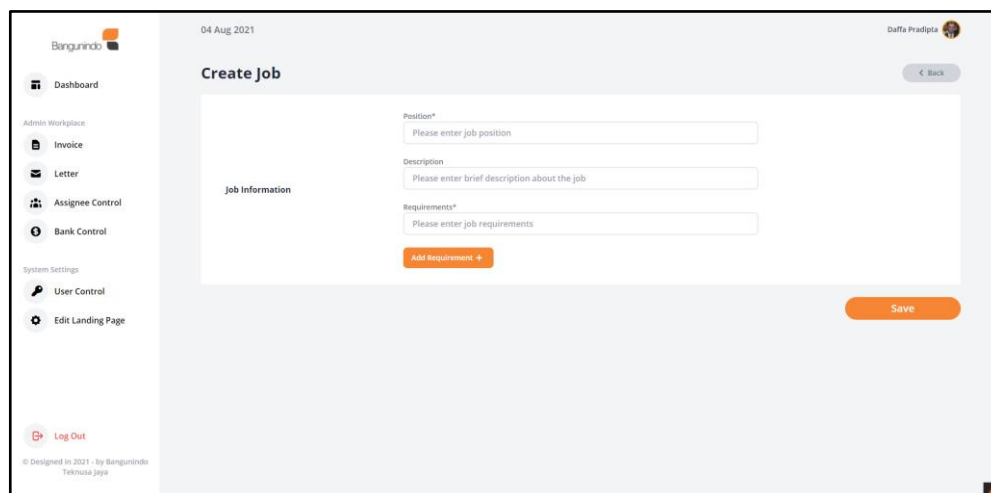 Bangunindo
04 Aug 2021
Daffa Pradipta
Dashboard
Create Job
< Back
Admin Workplace
Invoice
Letter
Assignee Control
Bank Control
System Settings
User Control
Edit Landing Page
Job Information
Position*
Please enter job position
Description
Please enter brief description about the job
Requirements*
Please enter job requirements
Add Requirement +
Save
Log Out
© Designed in 2021 - by Bangunindo
Teknusa Jaya